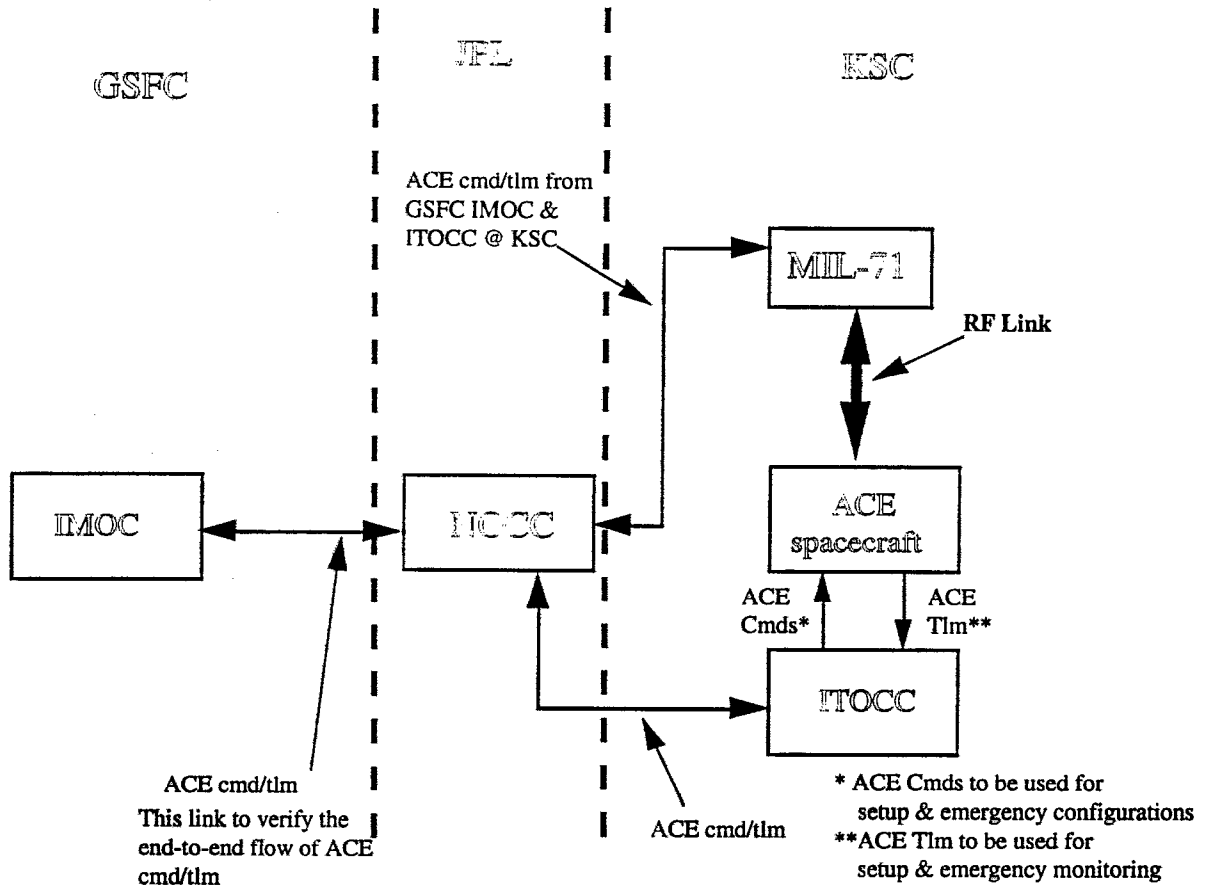 GSFC
JPL
KSC
ACE cmd/tlm from
GSFC IMOC &
ITOCC @ KSC
MIL-71
RF Link
IMOC
NOCC
ACE
spacecraft
ACE
Cmds*
ACE
Tlm**
ITOCC
ACE cmd/tlm
This link to verify the
end-to-end flow of ACE
cmd/tlm
ACE cmd/tlm
* ACE Cmds to be used for
setup & emergency configurations
**ACE Tlm to be used for
setup & emergency monitoring